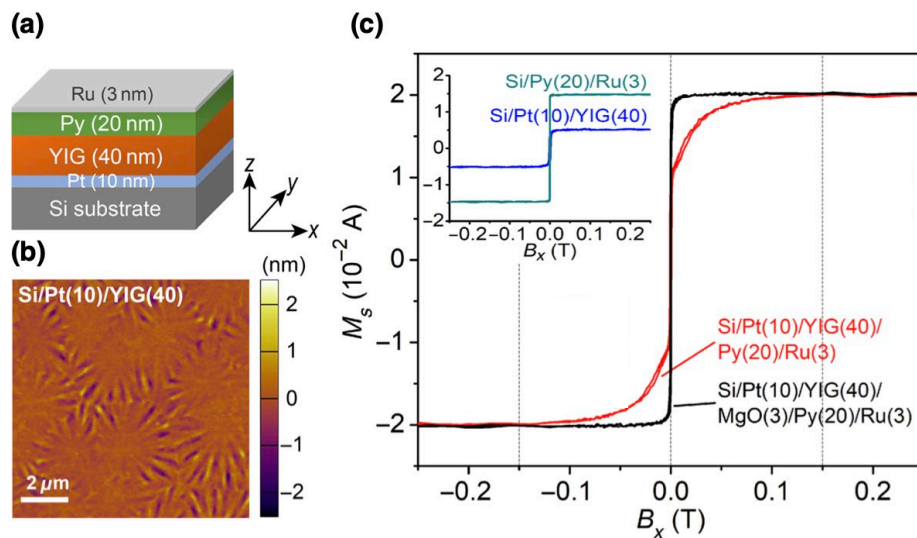 (a)
Ru (3 nm)
Py (20 nm)
YIG (40 nm)
Pt (10 nm)
Si substrate
z
y
x
(b)
(nm)
Si/Pt(10)/YIG(40)
2 μm
2
1
0
−1
−2
(c)
Si/Py(20)/Ru(3)
Si/Pt(10)/YIG(40)
2
1
0
−1
−2
−0.2 −0.1 0.0 0.1 0.2
Bx (T)
2
1
0
−1
−2
Ms (10−2 A)
Si/Pt(10)/YIG(40)/
Py(20)/Ru(3)
Si/Pt(10)/YIG(40)/
MgO(3)/Py(20)/Ru(3)
−0.2 −0.1 0.0 0.1 0.2
Bx (T)